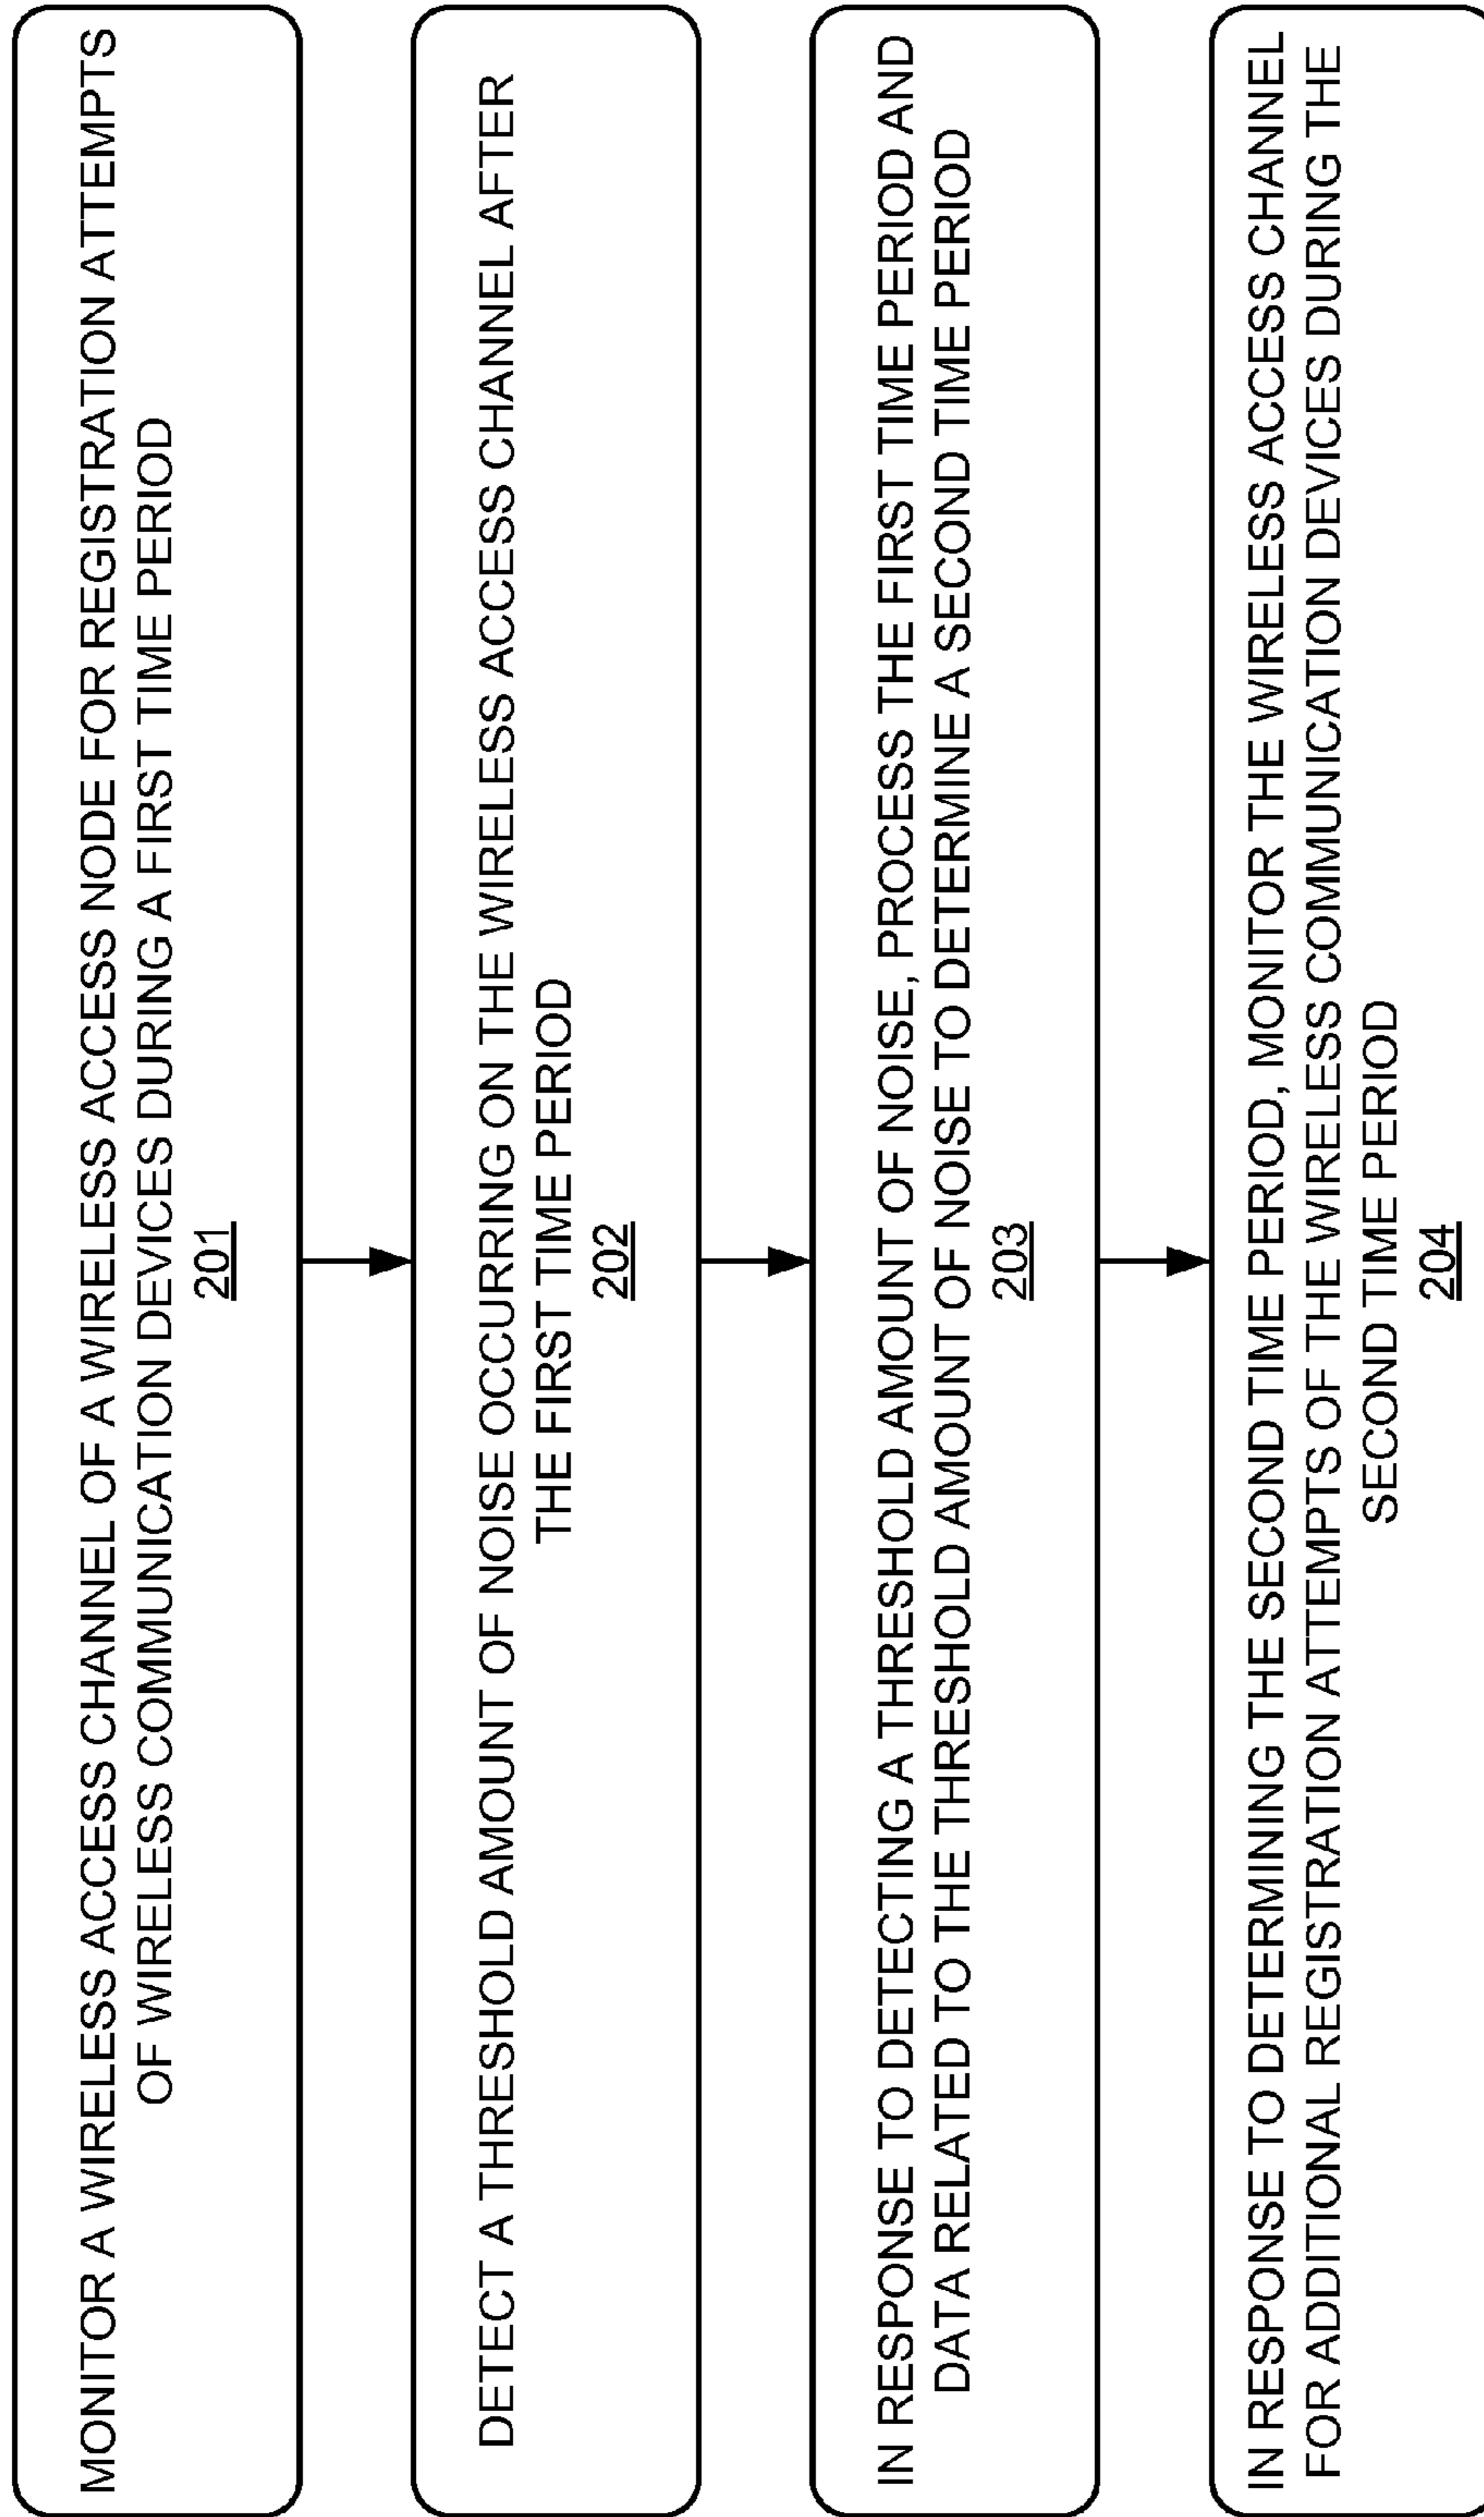 MONITOR A WIRELESS ACCESS CHANNEL OF A WIRELESS ACCESS NODE FOR REGISTRATION ATTEMPTS
OF WIRELESS COMMUNICATION DEVICES DURING A FIRST TIME PERIOD
201
DETECT A THRESHOLD AMOUNT OF NOISE OCCURRING ON THE WIRELESS ACCESS CHANNEL AFTER
THE FIRST TIME PERIOD
202
IN RESPONSE TO DETECTING A THRESHOLD AMOUNT OF NOISE, PROCESS THE FIRST TIME PERIOD AND
DATA RELATED TO THE THRESHOLD AMOUNT OF NOISE TO DETERMINE A SECOND TIME PERIOD
203
IN RESPONSE TO DETERMINING THE SECOND TIME PERIOD, MONITOR THE WIRELESS ACCESS CHANNEL
FOR ADDITIONAL REGISTRATION ATTEMPTS OF THE WIRELESS COMMUNICATION DEVICES DURING THE
SECOND TIME PERIOD
204